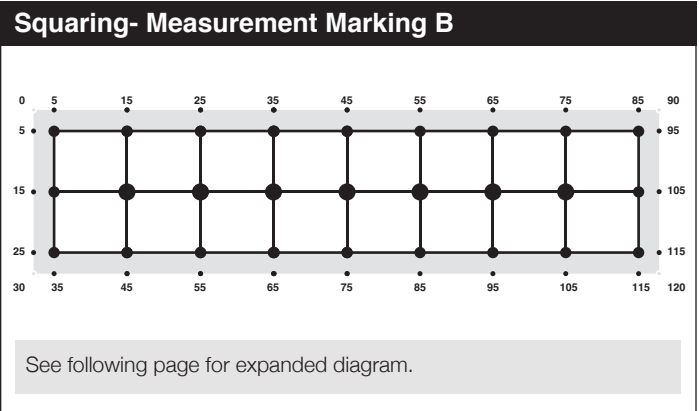 Squaring- Measurement Marking B
0 5 15 25 35 45 55 65 75 85 90
5 95
15 105
25 115
30 35 45 55 65 75 85 95 105 115 120
See following page for expanded diagram.